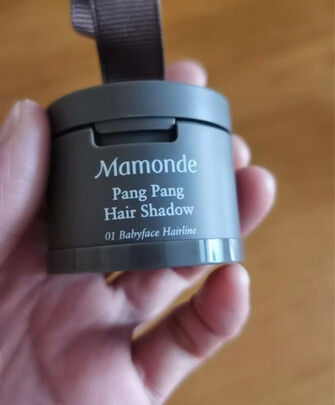 Mamonde
Pang Pang
Hair Shadow
01 Babyface Hairline